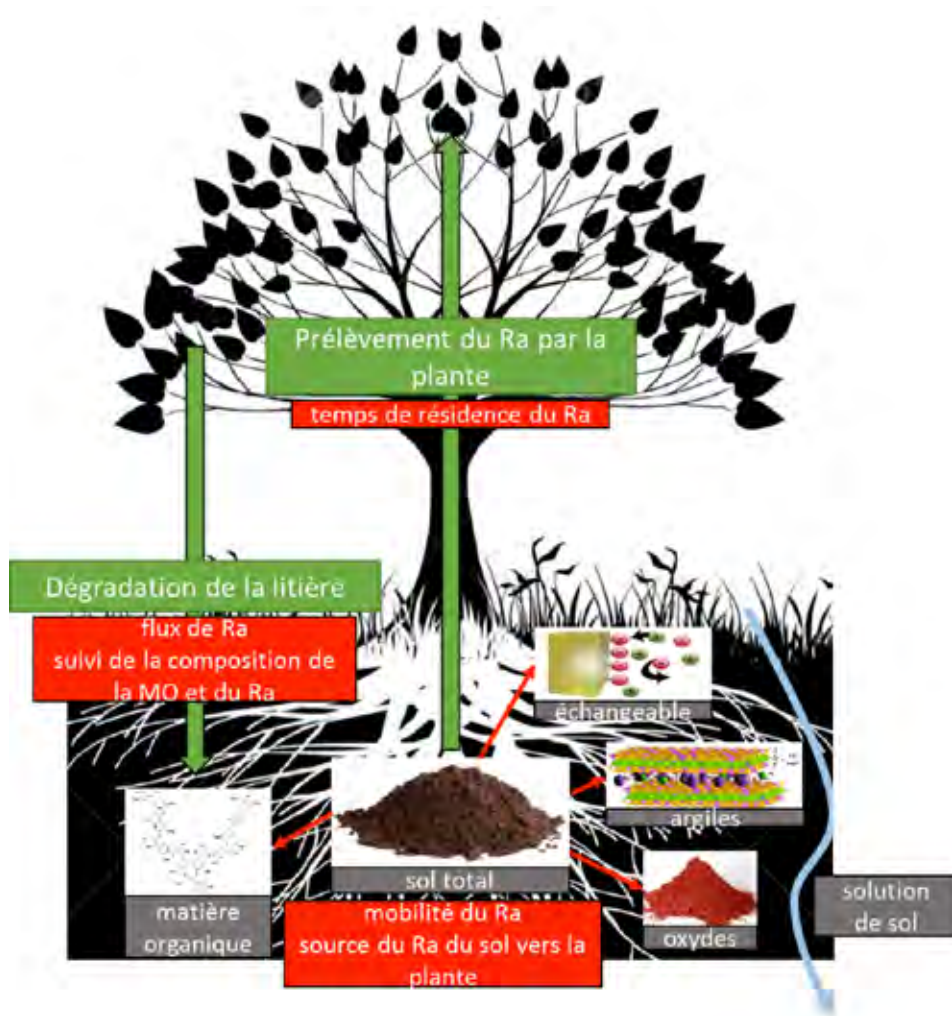 Prélèvement du Ra par la
plante
temps de résidence du Ra
Dégradation de la litière
flux de Ra
suivi de la composition de
la MO et du Ra
échangeable
argiles
sol total
matière
organique
oxydes
mobilité du Ra
source du Ra du sol vers la
plante
solution
de sol